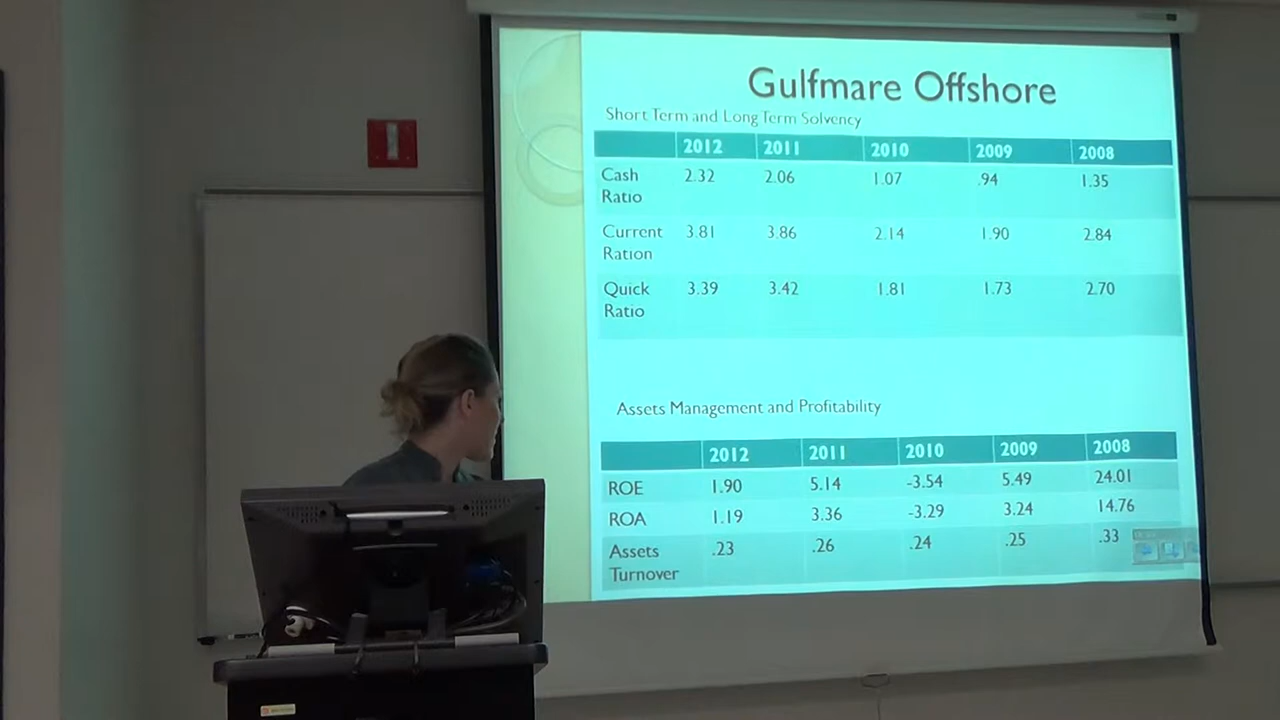 Gulfmare Offshore
Short Term and Long Term Solvency
2012 2011 2010 2009 2008
Cash Ratio 2.32 2.06 1.07 .94 1.35
Current Ration 3.81 3.86 2.14 1.90 2.84
Quick Ratio 3.39 3.42 1.81 1.73 2.70
Assets Management and Profitability
2012 2011 2010 2009 2008
ROE 1.90 5.14 -3.54 5.49 24.01
ROA 1.19 3.36 -3.29 3.24 14.76
Assets Turnover .23 .26 .24 .25 .33